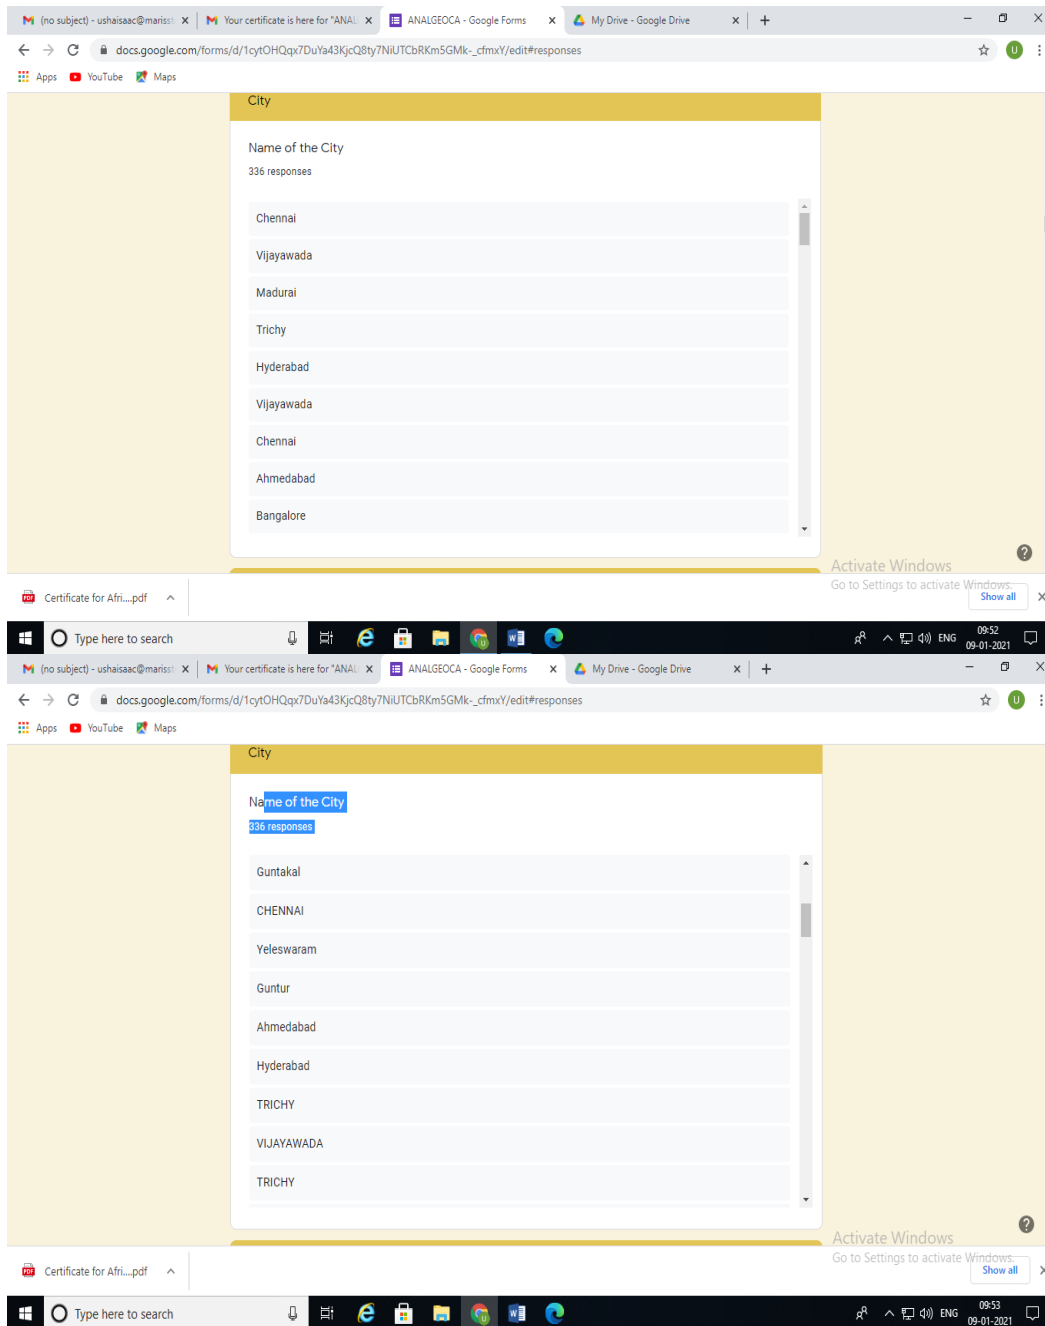 (no subject) - ushaisaac@marisst
Your certificate is here for "ANAL
ANALGEOCA - Google Forms
My Drive - Google Drive
docs.google.com/forms/d/1cytOHQqx7DuYa43KjcQ8ty7NiUTCbRKm5GMk-_cfmxY/edit#responses
U
Apps YouTube Maps
City
Name of the City
336 responses
Chennai
Vijayawada
Madurai
Trichy
Hyderabad
Vijayawada
Chennai
Ahmedabad
Bangalore
Activate Windows
Go to Settings to activate Windows.
Certificate for Afri....pdf
Show all
Type here to search
ENG
09:52
09-01-2021
(no subject) - ushaisaac@marisst
Your certificate is here for "ANAL
ANALGEOCA - Google Forms
My Drive - Google Drive
docs.google.com/forms/d/1cytOHQqx7DuYa43KjcQ8ty7NiUTCbRKm5GMk-_cfmxY/edit#responses
U
Apps YouTube Maps
City
Name of the City
336 responses
Guntakal
CHENNAI
Yeleswaram
Guntur
Ahmedabad
Hyderabad
TRICHY
VIJAYAWADA
TRICHY
Activate Windows
Go to Settings to activate Windows.
Certificate for Afri....pdf
Show all
Type here to search
ENG
09:53
09-01-2021